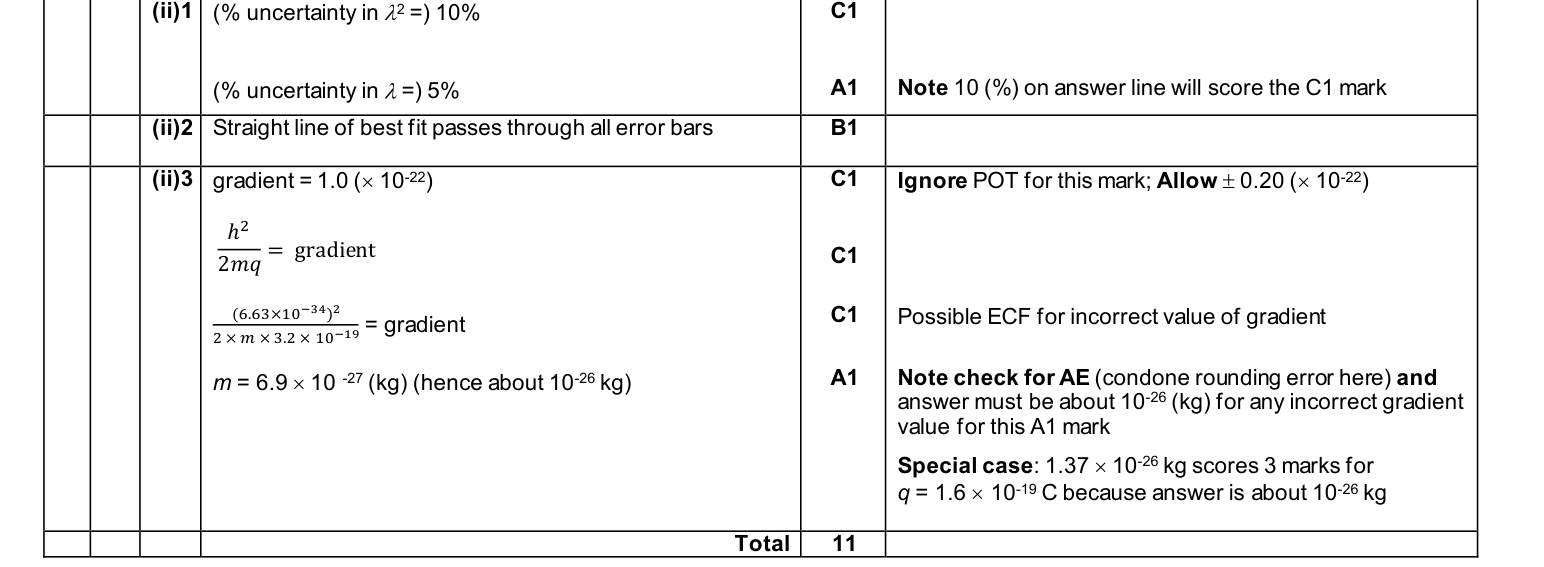 (ii)1 (% uncertainty in λ² =) 10% C1
(% uncertainty in λ =) 5% A1 Note 10 (%) on answer line will score the C1 mark
(ii)2 Straight line of best fit passes through all error bars B1
(ii)3 gradient = 1.0 (× 10⁻²²) C1 Ignore POT for this mark; Allow ± 0.20 (× 10⁻²²)
h²/2mq = gradient C1
(6.63×10⁻³⁴)²/2 × m × 3.2 × 10⁻¹⁹ = gradient C1 Possible ECF for incorrect value of gradient
m = 6.9 × 10 ⁻²⁷ (kg) (hence about 10⁻²⁶ kg) A1 Note check for AE (condone rounding error here) and
answer must be about 10⁻²⁶ (kg) for any incorrect gradient
value for this A1 mark
Special case: 1.37 × 10⁻²⁶ kg scores 3 marks for
q = 1.6 × 10⁻¹⁹ C because answer is about 10⁻²⁶ kg
Total 11